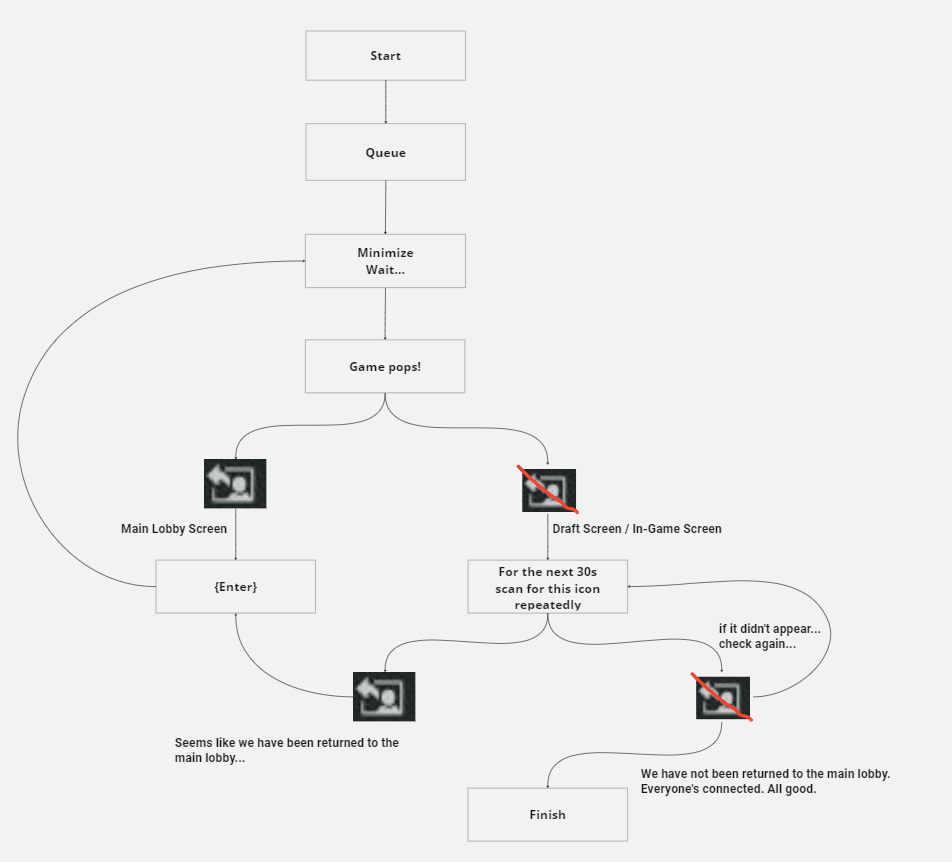 Start
Queue
Minimize
Wait...
Game pops!
Main Lobby Screen
Draft Screen / In-Game Screen
{Enter}
For the next 30s
scan for this icon
repeatedly
if it didn't appear...
check again...
Seems like we have been returned to the
main lobby...
We have not been returned to the main lobby.
Everyone's connected. All good.
Finish